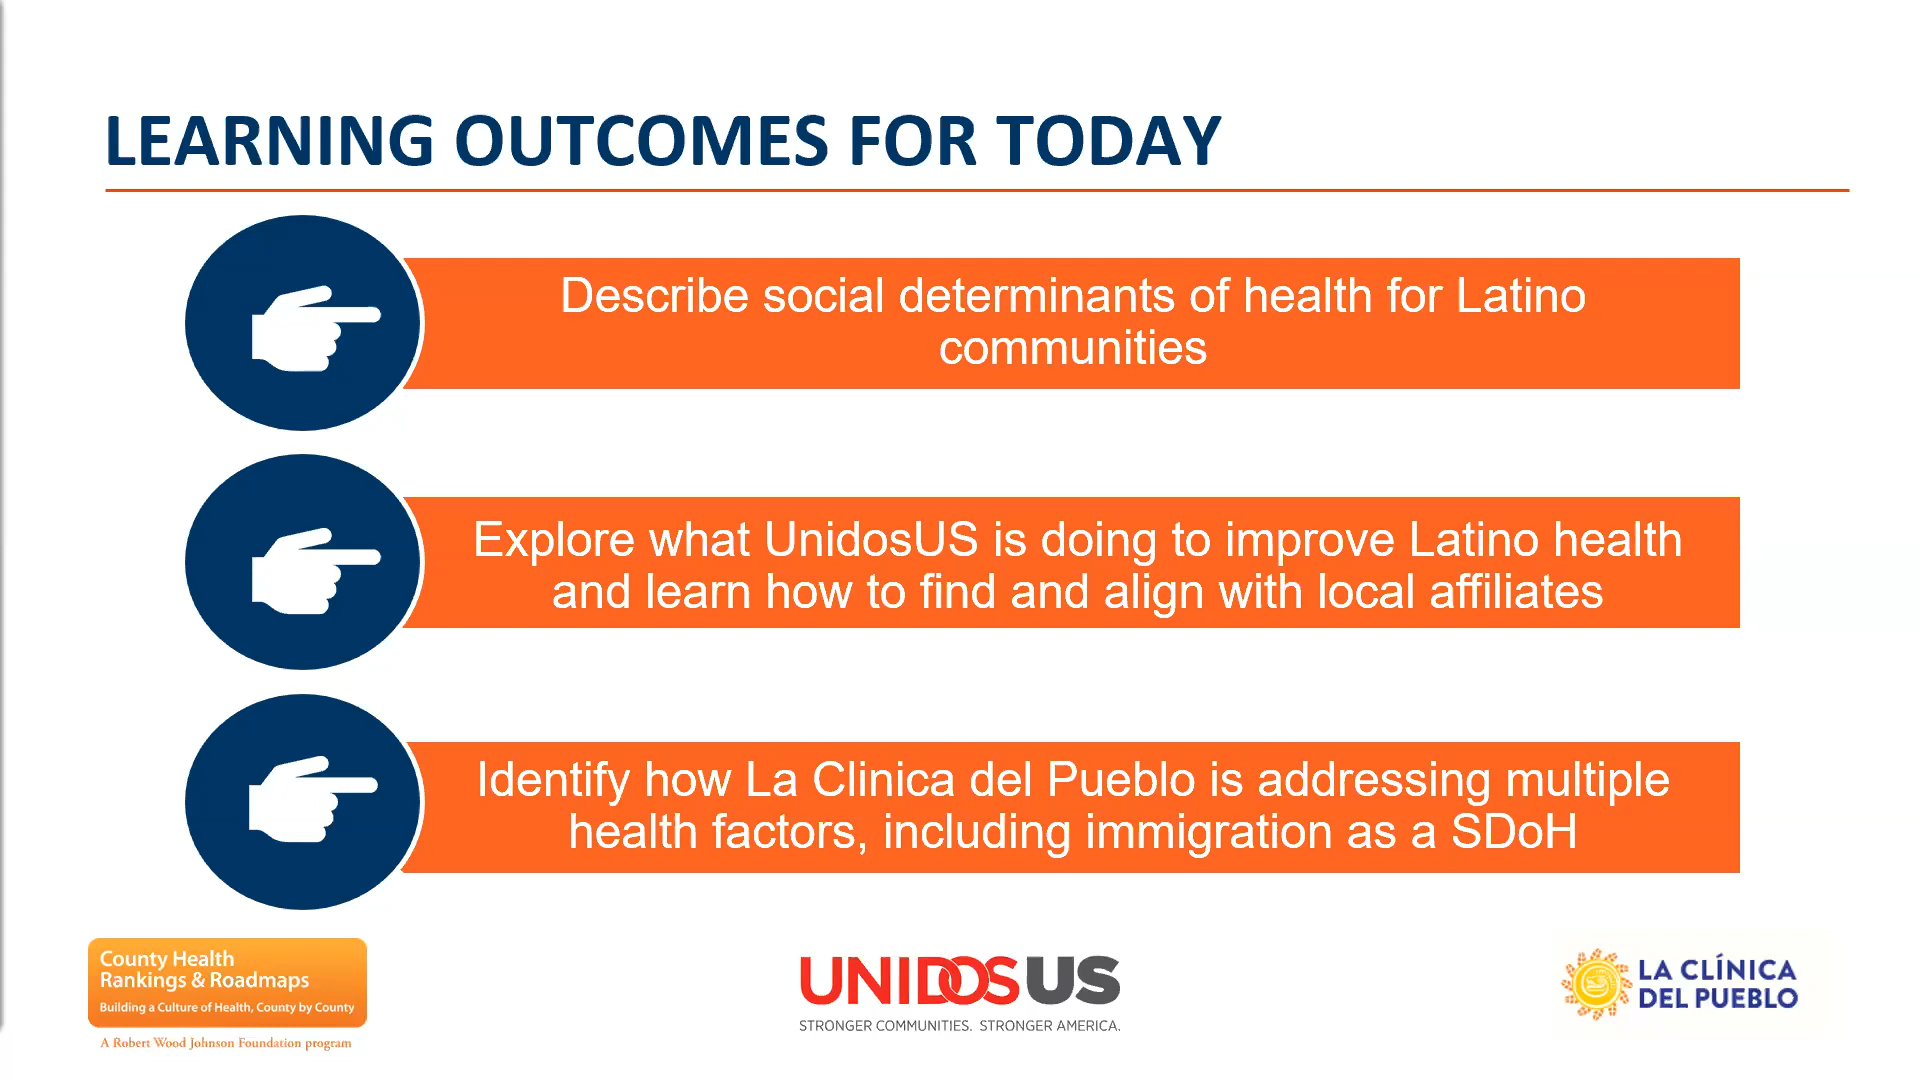 LEARNING OUTCOMES FOR TODAY
Describe social determinants of health for Latino
communities
Explore what UnidosUS is doing to improve Latino health
and learn how to find and align with local affiliates
Identify how La Clinica del Pueblo is addressing multiple
health factors, including immigration as a SDoH
County Health
Rankings & Roadmaps
Building a Culture of Health, County by County
A Robert Wood Johnson Foundation program
UNIDOSUS
STRONGER COMMUNITIES. STRONGER AMERICA.
LA CLÍNICA
DEL PUEBLO